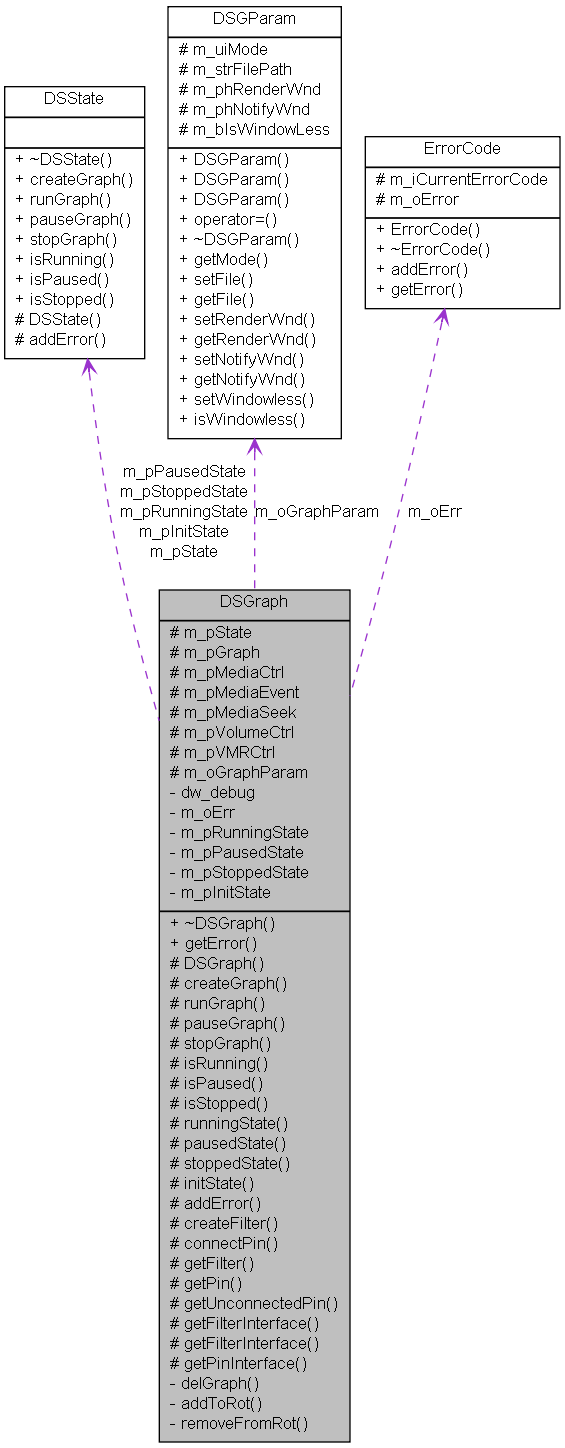 DSGParam
# m_uiMode
# m_strFilePath
# m_phRenderWnd
# m_phNotifyWnd
# m_bIsWindowLess
+ DSGParam()
+ DSGParam()
+ DSGParam()
+ operator=()
+ ~DSGParam()
+ getMode()
+ setFile()
+ getFile()
+ setRenderWnd()
+ getRenderWnd()
+ setNotifyWnd()
+ getNotifyWnd()
+ setWindowless()
+ isWindowless()
DSState
+ ~DSState()
+ createGraph()
+ runGraph()
+ pauseGraph()
+ stopGraph()
+ isRunning()
+ isPaused()
+ isStopped()
# DSState()
# addError()
ErrorCode
# m_iCurrentErrorCode
# m_oError
+ ErrorCode()
+ ~ErrorCode()
+ addError()
+ getError()
m_pPausedState
m_pStoppedState
m_pRunningState
m_pInitState
m_pState
m_oGraphParam
m_oErr
DSGraph
# m_pState
# m_pGraph
# m_pMediaCtrl
# m_pMediaEvent
# m_pMediaSeek
# m_pVolumeCtrl
# m_pVMRCtrl
# m_oGraphParam
- dw_debug
- m_oErr
- m_pRunningState
- m_pPausedState
- m_pStoppedState
- m_pInitState
+ ~DSGraph()
+ getError()
# DSGraph()
# createGraph()
# runGraph()
# pauseGraph()
# stopGraph()
# isRunning()
# isPaused()
# isStopped()
# runningState()
# pausedState()
# stoppedState()
# initState()
# addError()
# createFilter()
# connectPin()
# getFilter()
# getPin()
# getUnconnectedPin()
# getFilterInterface()
# getFilterInterface()
# getPinInterface()
- delGraph()
- addToRot()
- removeFromRot()